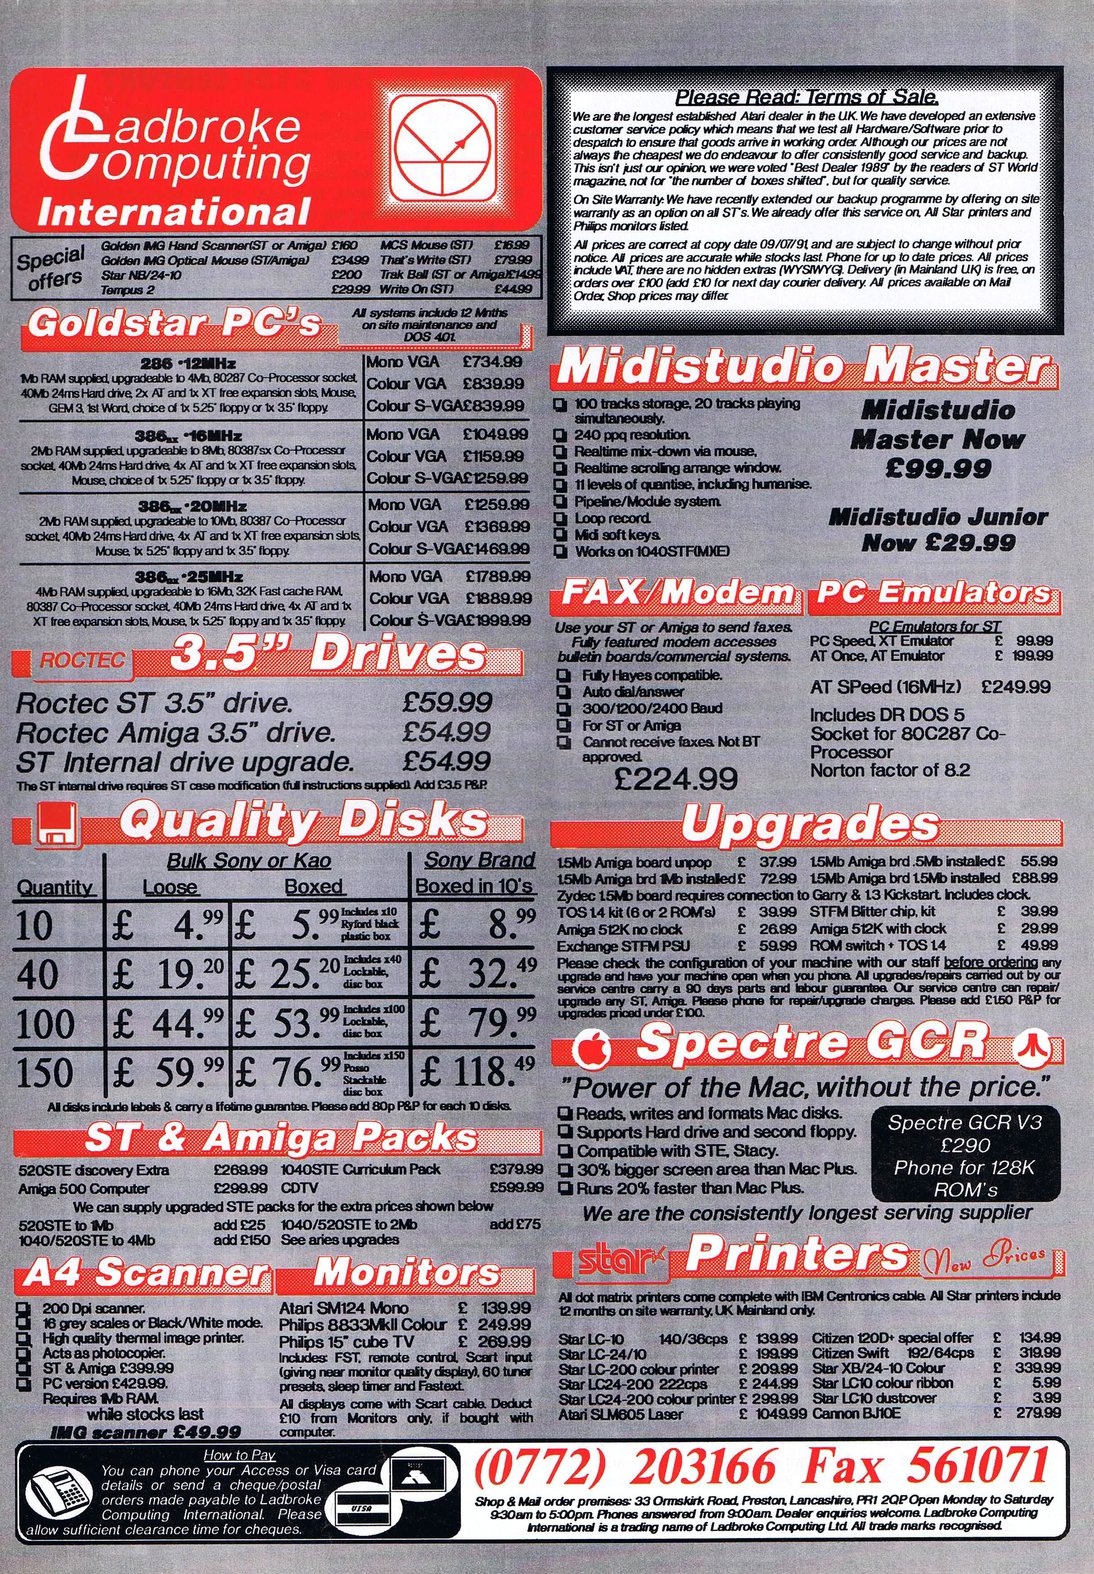 Ladbroke
Computing
International
Special
offers
Golden IMG Hand Scanner(ST or Amiga) £160 MCS Mouse (ST) £16.99
Golden IMG Optical Mouse (ST/Amiga) £34.99 That's Write (ST) £79.99
Star NB/24-10 £200 Trak Ball (ST or Amiga)£14.99
Tempus 2 £29.99 Write On (ST) £44.99
Goldstar PC's
All systems include 12 Mnths
on site maintenance and
DOS 4.01.
286 •12MHz
1Mb RAM supplied, upgradeable to 4Mb, 80287 Co-Processor socket,
40Mb 24ms Hard drive, 2x AT and 1x XT free expansion slots, Mouse,
GEM 3, 1st Word, choice of 1x 5.25" floppy or 1x 3.5" floppy.
Mono VGA £734.99
Colour VGA £839.99
Colour S-VGA£839.99
386sx •16MHz
2Mb RAM supplied, upgradeable to 8Mb, 80387sx Co-Processor
socket, 40Mb 24ms Hard drive, 4x AT and 1x XT free expansion slots,
Mouse, choice of 1x 5.25" floppy or 1x 3.5" floppy.
Mono VGA £1049.99
Colour VGA £1159.99
Colour S-VGA£1259.99
386 •20MHz
2Mb RAM supplied, upgradeable to 10Mb, 80387 Co-Processor
socket, 40Mb 24ms Hard drive, 4x AT and 1x XT free expansion slots,
Mouse, 1x 5.25" floppy and 1x 3.5" floppy.
Mono VGA £1259.99
Colour VGA £1369.99
Colour S-VGA£1469.99
386 •25MHz
4Mb RAM supplied, upgradeable to 16Mb, 32K Fast cache RAM,
80387 Co-Processor socket, 40Mb 24ms Hard drive, 4x AT and 1x
XT free expansion slots, Mouse, 1x 5.25" floppy and 1x 3.5" floppy.
Mono VGA £1789.99
Colour VGA £1889.99
Colour S-VGA£1999.99
ROCTEC
3.5" Drives
Roctec ST 3.5" drive. £59.99
Roctec Amiga 3.5" drive. £54.99
ST Internal drive upgrade. £54.99
The ST internal drive requires ST case modification (full instructions supplied). Add £3.5 P&P.
Quality Disks
Bulk Sony or Kao Sony Brand
Quantity Loose Boxed Boxed in 10's
10 £ 4.99 £ 5.99 Includes x10 Ryford black plastic box £ 8.99
40 £ 19.20 £ 25.20 Includes x40 Lockable, disc box £ 32.49
100 £ 44.99 £ 53.99 Includes x100 Lockable, disc box £ 79.99
150 £ 59.99 £ 76.99 Includes x150 Posso Stackable disc box £ 118.49
All disks include labels & carry a lifetime guarantee. Please add 80p P&P for each 10 disks.
ST & Amiga Packs
520STE discovery Extra £269.99 1040STE Curriculum Pack £379.99
Amiga 500 Computer £299.99 CDTV £599.99
We can supply upgraded STE packs for the extra prices shown below
520STE to 1Mb add £25 1040/520STE to 2Mb add £75
1040/520STE to 4Mb add £150 See aries upgrades
A4 Scanner
200 Dpi scanner.
16 grey scales or Black/White mode.
High quality thermal image printer.
Acts as photocopier.
ST & Amiga £399.99
PC version £429.99.
Requires 1Mb RAM.
while stocks last
IMG scanner £49.99
Monitors
Atari SM124 Mono £ 139.99
Philips 8833MkII Colour £ 249.99
Philips 15" cube TV £ 269.99
Includes: FST, remote control, Scart input
(giving near monitor quality display), 60 tuner
presets, sleep timer and Fastext.
All displays come with Scart cable. Deduct
£10 from Monitors only, if bought with
computer.
Please Read: Terms of Sale.
We are the longest established Atari dealer in the U.K. We have developed an extensive
customer service policy which means that we test all Hardware/Software prior to
despatch to ensure that goods arrive in working order. Although our prices are not
always the cheapest we do endeavour to offer consistently good service and backup.
This isn't just our opinion, we were voted "Best Dealer 1989" by the readers of ST World
magazine, not for "the number of boxes shifted", but for quality service.
On Site Warranty. We have recently extended our backup programme by offering on site
warranty as an option on all ST's. We already offer this service on, All Star printers and
Philips monitors listed.
All prices are correct at copy date 09/07/91, and are subject to change without prior
notice. All prices are accurate while stocks last. Phone for up to date prices. All prices
include VAT, there are no hidden extras (WYSIWYG). Delivery (in Mainland U.K) is free, on
orders over £100 (add £10 for next day courier delivery. All prices available on Mail
Order, Shop prices may differ.
Midistudio Master
100 tracks storage, 20 tracks playing
simultaneously.
240 ppq resolution.
Realtime mix-down via mouse,
Realtime scrolling arrange window.
11 levels of quantise, including humanise.
Pipeline/Module system.
Loop record.
Midi soft keys.
Works on 1040STF(M)(E)
Midistudio
Master Now
£99.99
Midistudio Junior
Now £29.99
FAX/Modem
Use your ST or Amiga to send faxes.
Fully featured modem accesses
bulletin boards/commercial systems.
Fully Hayes compatible.
Auto dial/answer
300/1200/2400 Baud
For ST or Amiga
Cannot receive faxes. Not BT
approved.
£224.99
PC Emulators
PC Emulators for ST
PC Speed, XT Emulator £ 99.99
AT Once, AT Emulator £ 199.99
AT SPeed (16MHz) £249.99
Includes DR DOS 5
Socket for 80C287 Co-
Processor
Norton factor of 8.2
Upgrades
1.5Mb Amiga board unpop £ 37.99 1.5Mb Amiga brd .5Mb installed£ 55.99
1.5Mb Amiga brd 1Mb installed£ 72.99 1.5Mb Amiga brd 1.5Mb installed £88.99
Zydec 1.5Mb board requires connection to Garry & 1.3 Kickstart. Includes clock.
TOS 1.4 kit (6 or 2 ROM's) £ 39.99 STFM Blitter chip, kit £ 39.99
Amiga 512K no clock £ 26.99 Amiga 512K with clock £ 29.99
Exchange STFM PSU £ 59.99 ROM switch + TOS 1.4 £ 49.99
Please check the configuration of your machine with our staff before ordering any
upgrade and have your machine open when you phone. All upgrades/repairs carried out by our
service centre carry a 90 days parts and labour guarantee. Our service centre can repair/
upgrade any ST, Amiga. Please phone for repair/upgrade charges. Please add £1.50 P&P for
upgrades priced under £100.
Spectre GCR
"Power of the Mac, without the price."
Reads, writes and formats Mac disks.
Supports Hard drive and second floppy.
Compatible with STE, Stacy.
30% bigger screen area than Mac Plus.
Runs 20% faster than Mac Plus.
Spectre GCR V3
£290
Phone for 128K
ROM's
We are the consistently longest serving supplier
star Printers New Prices
All dot matrix printers come complete with IBM Centronics cable. All Star printers include
12 months on site warranty, UK Mainland only.
Star LC-10 140/36cps £ 139.99 Citizen 120D+ special offer £ 134.99
Star LC-24/10 £ 199.99 Citizen Swift 192/64cps £ 319.99
Star LC-200 colour printer £ 209.99 Star XB/24-10 Colour £ 339.99
Star LC24-200 222cps £ 244.99 Star LC10 colour ribbon £ 5.99
Star LC24-200 colour printer £ 299.99 Star LC10 dustcover £ 3.99
Atari SLM605 Laser £ 1049.99 Cannon BJ10E £ 279.99
How to Pay
You can phone your Access or Visa card
details or send a cheque/postal
orders made payable to Ladbroke
Computing International. Please
allow sufficient clearance time for cheques.
VISA
(0772) 203166 Fax 561071
Shop & Mail order premises: 33 Ormskirk Road, Preston, Lancashire, PR1 2QP Open Monday to Saturday
9:30am to 5:00pm. Phones answered from 9:00am. Dealer enquiries welcome. Ladbroke Computing
International is a trading name of Ladbroke Computing Ltd. All trade marks recognised.